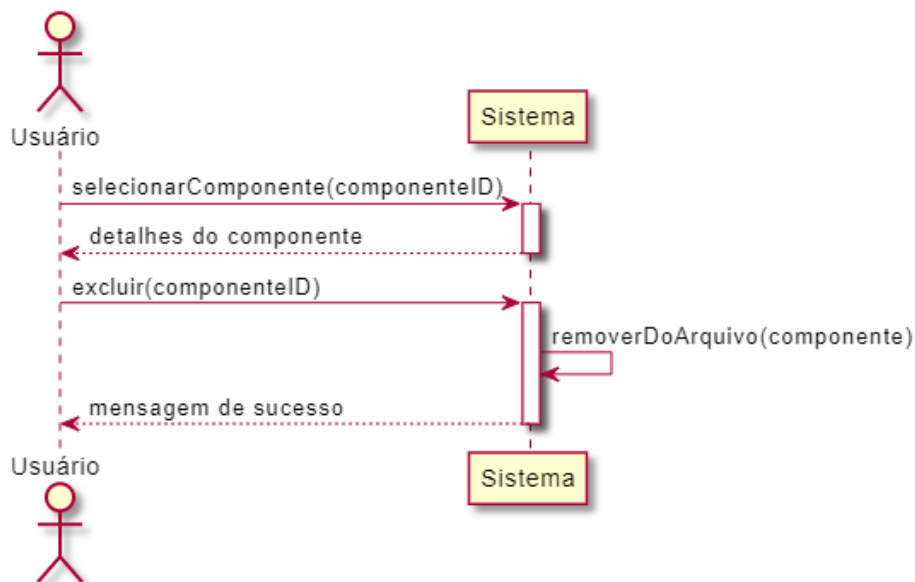 Usuário
Sistema
selecionarComponente(componenteID)
detalhes do componente
excluir(componenteID)
removerDoArquivo(componente)
mensagem de sucesso
Usuário
Sistema